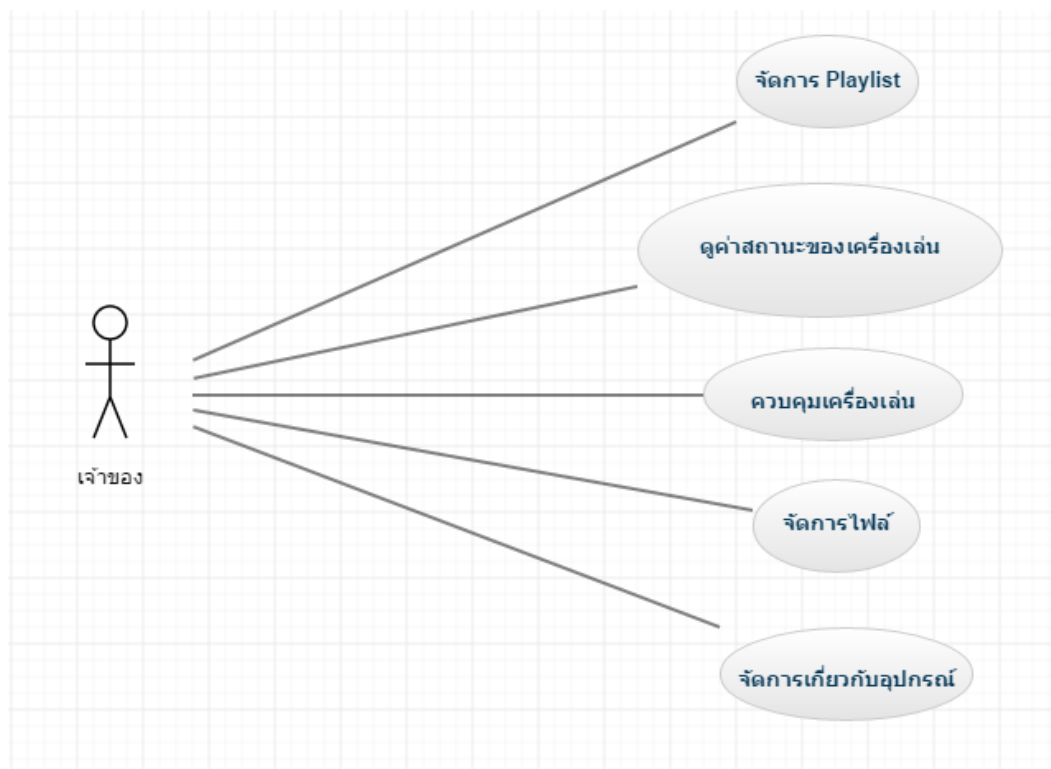 จัดการ Playlist
ดูค่าสถานะของเครื่องเล่น
ควบคุมเครื่องเล่น
เจ้าของ
จัดการไฟล์
จัดการเกี่ยวกับอุปกรณ์